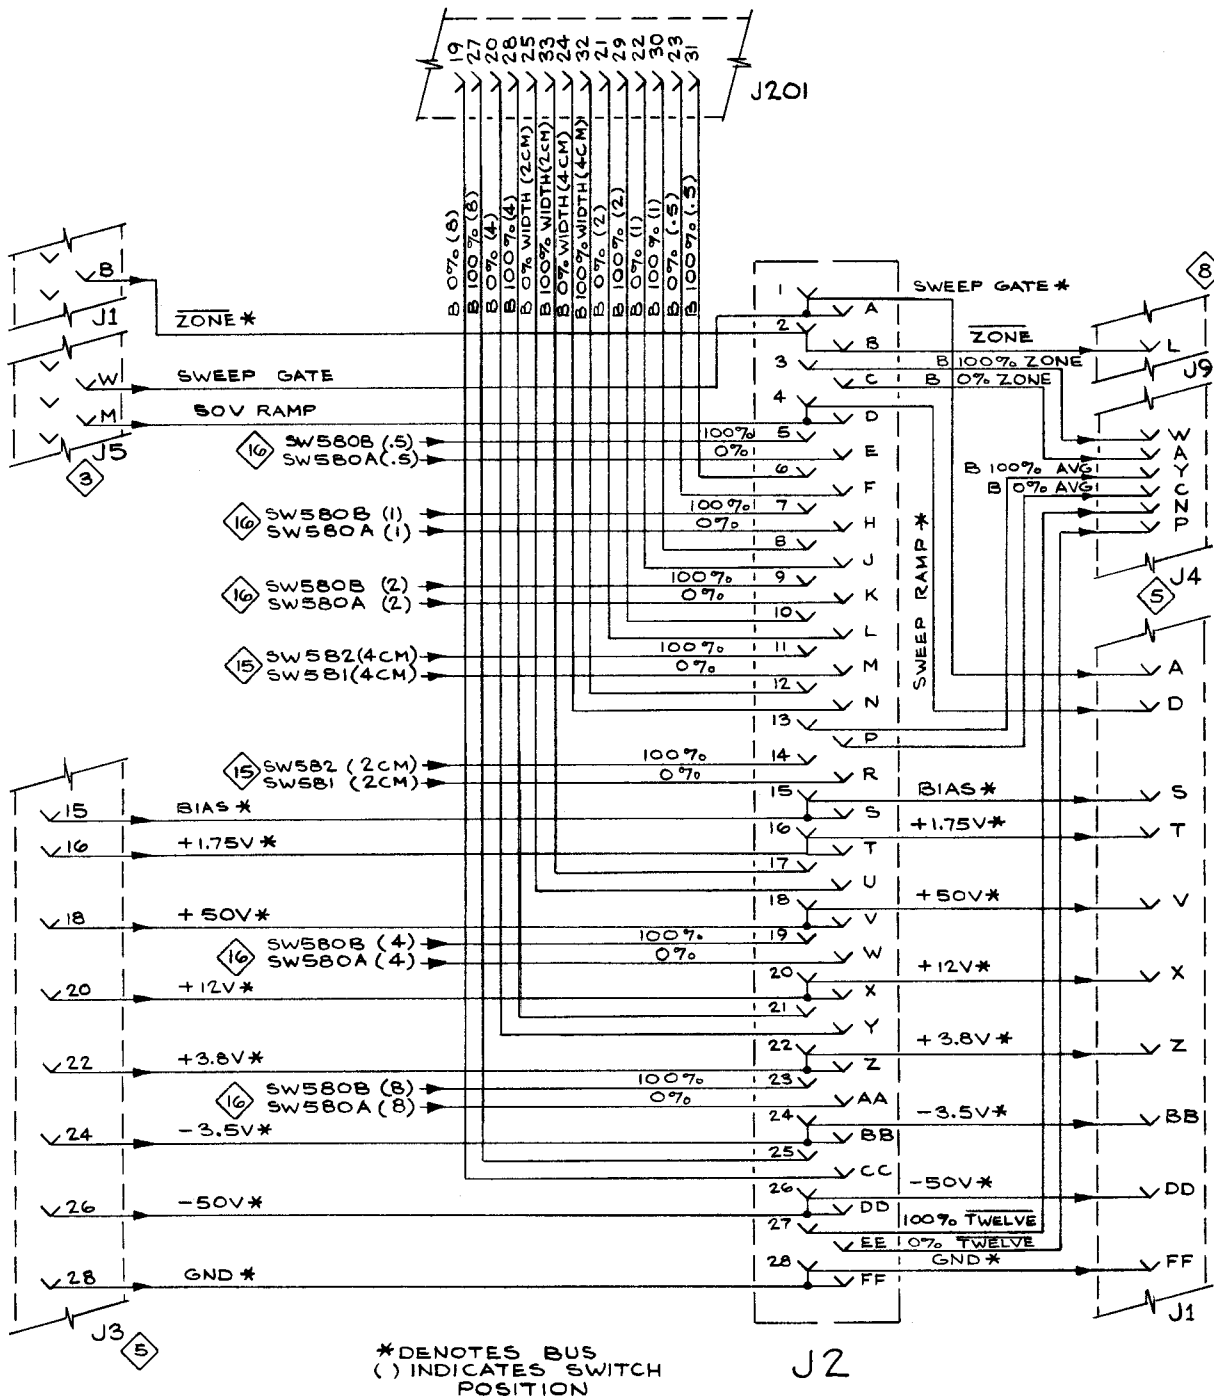 19
27
20
28
25
33
24
32
21
29
22
30
23
31
J201
B 0% (8)
B 100% (8)
B 0% (4)
B 100% (4)
B 0% WIDTH (2CM)
B 100% WIDTH (2CM)
B 0% WIDTH (4CM)
B 100% WIDTH (4CM)
B 0% (2)
B 100% (2)
B 0% (1)
B 100% (1)
B 0% (.5)
B 100% (.5)
B
J1
ZONE *
W
SWEEP GATE
M
50V RAMP
J5
3
16
SW580B (.5)
SW580A (.5)
100%
0%
16
SW580B (1)
SW580A (1)
100%
0%
16
SW580B (2)
SW580A (2)
100%
0%
15
SW582 (4CM)
SW581 (4CM)
100%
0%
15
SW582 (2CM)
SW581 (2CM)
100%
0%
15
BIAS *
16
+1.75V *
18
+50V *
16
SW580B (4)
SW580A (4)
100%
0%
20
+12V *
22
+3.8V *
16
SW580B (8)
SW580A (8)
100%
0%
24
-3.5V *
26
-50V *
28
GND *
J3
5
1
A
2
B
3
C
4
D
5
E
6
F
7
H
8
J
9
K
10
L
11
M
12
N
13
P
14
R
15
S
16
T
17
U
18
V
19
W
20
X
21
Y
22
Z
23
AA
24
BB
25
CC
26
DD
27
EE
28
FF
J2
SWEEP GATE *
8
ZONE
L
J9
B 100% ZONE
B 0% ZONE
W
A
B 100% AVG
Y
B 0% AVG
C
N
P
J4
5
SWEEP RAMP *
A
D
BIAS *
S
+1.75V *
T
+50V *
V
+12V *
X
+3.8V *
Z
-3.5V *
BB
-50V *
DD
100% TWELVE
0% TWELVE
GND *
FF
J1
* DENOTES BUS
( ) INDICATES SWITCH
POSITION